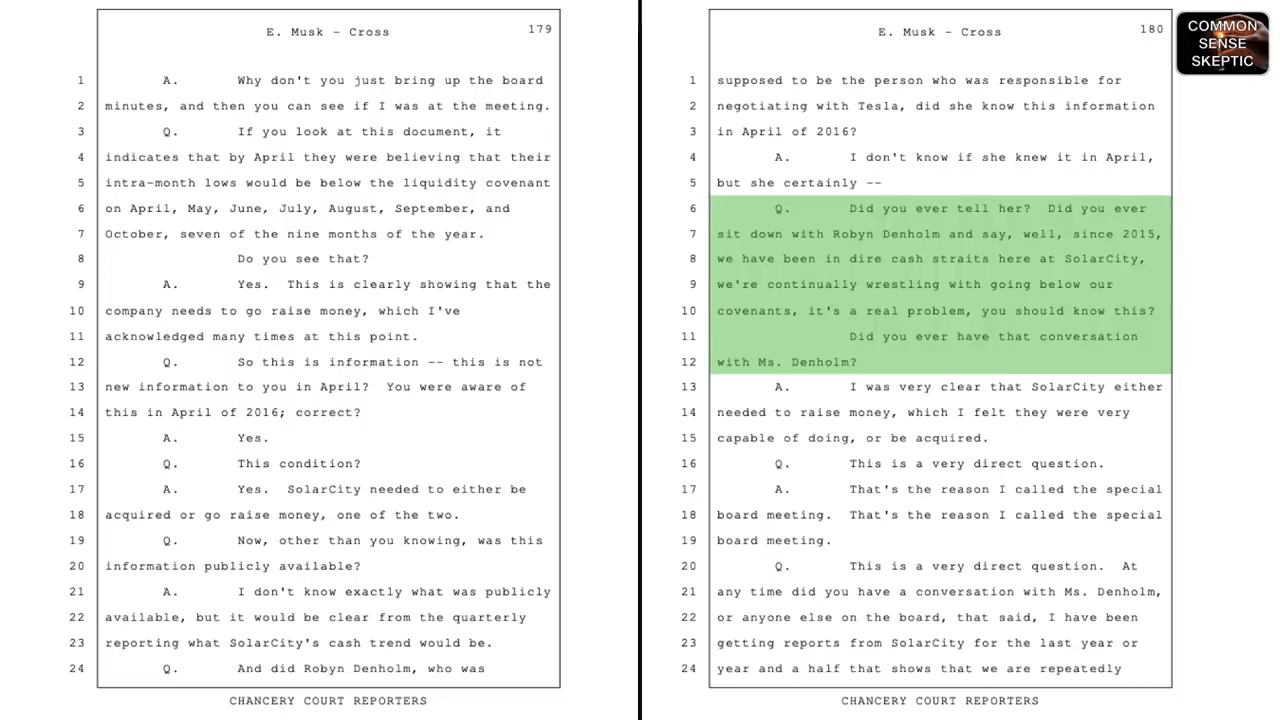 E. Musk - Cross 179
1 A. Why don't you just bring up the board
2 minutes, and then you can see if I was at the meeting.
3 Q. If you look at this document, it
4 indicates that by April they were believing that their
5 intra-month lows would be below the liquidity covenant
6 on April, May, June, July, August, September, and
7 October, seven of the nine months of the year.
8 Do you see that?
9 A. Yes. This is clearly showing that the
10 company needs to go raise money, which I've
11 acknowledged many times at this point.
12 Q. So this is information -- this is not
13 new information to you in April? You were aware of
14 this in April of 2016; correct?
15 A. Yes.
16 Q. This condition?
17 A. Yes. SolarCity needed to either be
18 acquired or go raise money, one of the two.
19 Q. Now, other than you knowing, was this
20 information publicly available?
21 A. I don't know exactly what was publicly
22 available, but it would be clear from the quarterly
23 reporting what SolarCity's cash trend would be.
24 Q. And did Robyn Denholm, who was
CHANCERY COURT REPORTERS
E. Musk - Cross 180
1 supposed to be the person who was responsible for
2 negotiating with Tesla, did she know this information
3 in April of 2016?
4 A. I don't know if she knew it in April,
5 but she certainly --
6 Q. Did you ever tell her? Did you ever
7 sit down with Robyn Denholm and say, well, since 2015,
8 we have been in dire cash straits here at SolarCity,
9 we're continually wrestling with going below our
10 covenants, it's a real problem, you should know this?
11 Did you ever have that conversation
12 with Ms. Denholm?
13 A. I was very clear that SolarCity either
14 needed to raise money, which I felt they were very
15 capable of doing, or be acquired.
16 Q. This is a very direct question.
17 A. That's the reason I called the special
18 board meeting. That's the reason I called the special
19 board meeting.
20 Q. This is a very direct question. At
21 any time did you have a conversation with Ms. Denholm,
22 or anyone else on the board, that said, I have been
23 getting reports from SolarCity for the last year or
24 year and a half that shows that we are repeatedly
CHANCERY COURT REPORTERS
COMMON
SENSE
SKEPTIC